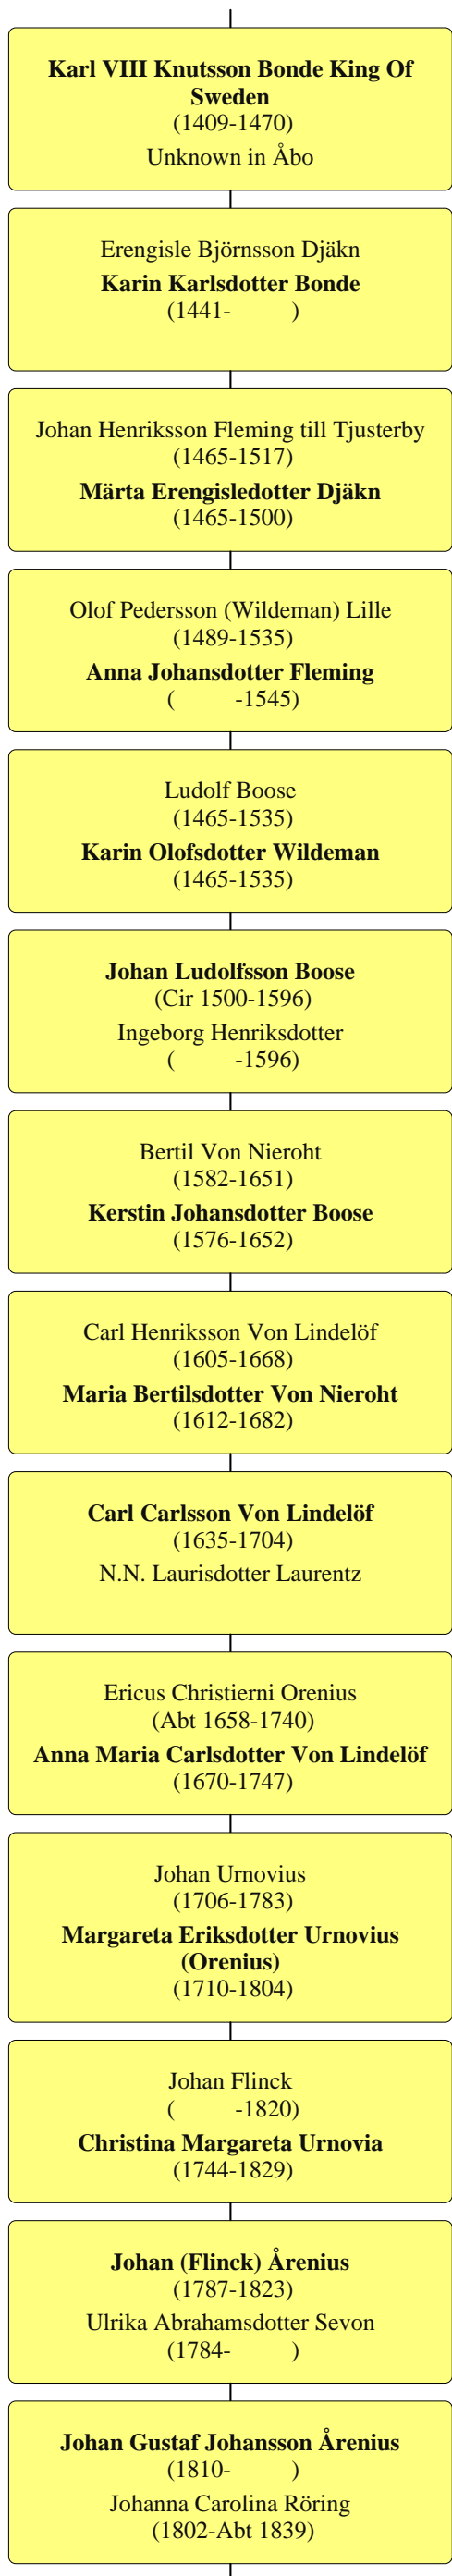 Karl VIII Knutsson Bonde King Of
Sweden
(1409-1470)
Unknown in Åbo
Erengisle Björnsson Djäkn
Karin Karlsdotter Bonde
(1441- )
Johan Henriksson Fleming till Tjusterby
(1465-1517)
Märta Erengisledotter Djäkn
(1465-1500)
Olof Pedersson (Wildeman) Lille
(1489-1535)
Anna Johansdotter Fleming
( -1545)
Ludolf Boose
(1465-1535)
Karin Olofsdotter Wildeman
(1465-1535)
Johan Ludolfsson Boose
(Cir 1500-1596)
Ingeborg Henriksdotter
( -1596)
Bertil Von Nieroht
(1582-1651)
Kerstin Johansdotter Boose
(1576-1652)
Carl Henriksson Von Lindelöf
(1605-1668)
Maria Bertilsdotter Von Nieroht
(1612-1682)
Carl Carlsson Von Lindelöf
(1635-1704)
N.N. Laurisdotter Laurentz
Ericus Christierni Orenius
(Abt 1658-1740)
Anna Maria Carlsdotter Von Lindelöf
(1670-1747)
Johan Urnovius
(1706-1783)
Margareta Eriksdotter Urnovius
(Orenius)
(1710-1804)
Johan Flinck
( -1820)
Christina Margareta Urnovia
(1744-1829)
Johan (Flinck) Årenius
(1787-1823)
Ulrika Abrahamsdotter Sevon
(1784- )
Johan Gustaf Johansson Årenius
(1810- )
Johanna Carolina Röring
(1802-Abt 1839)